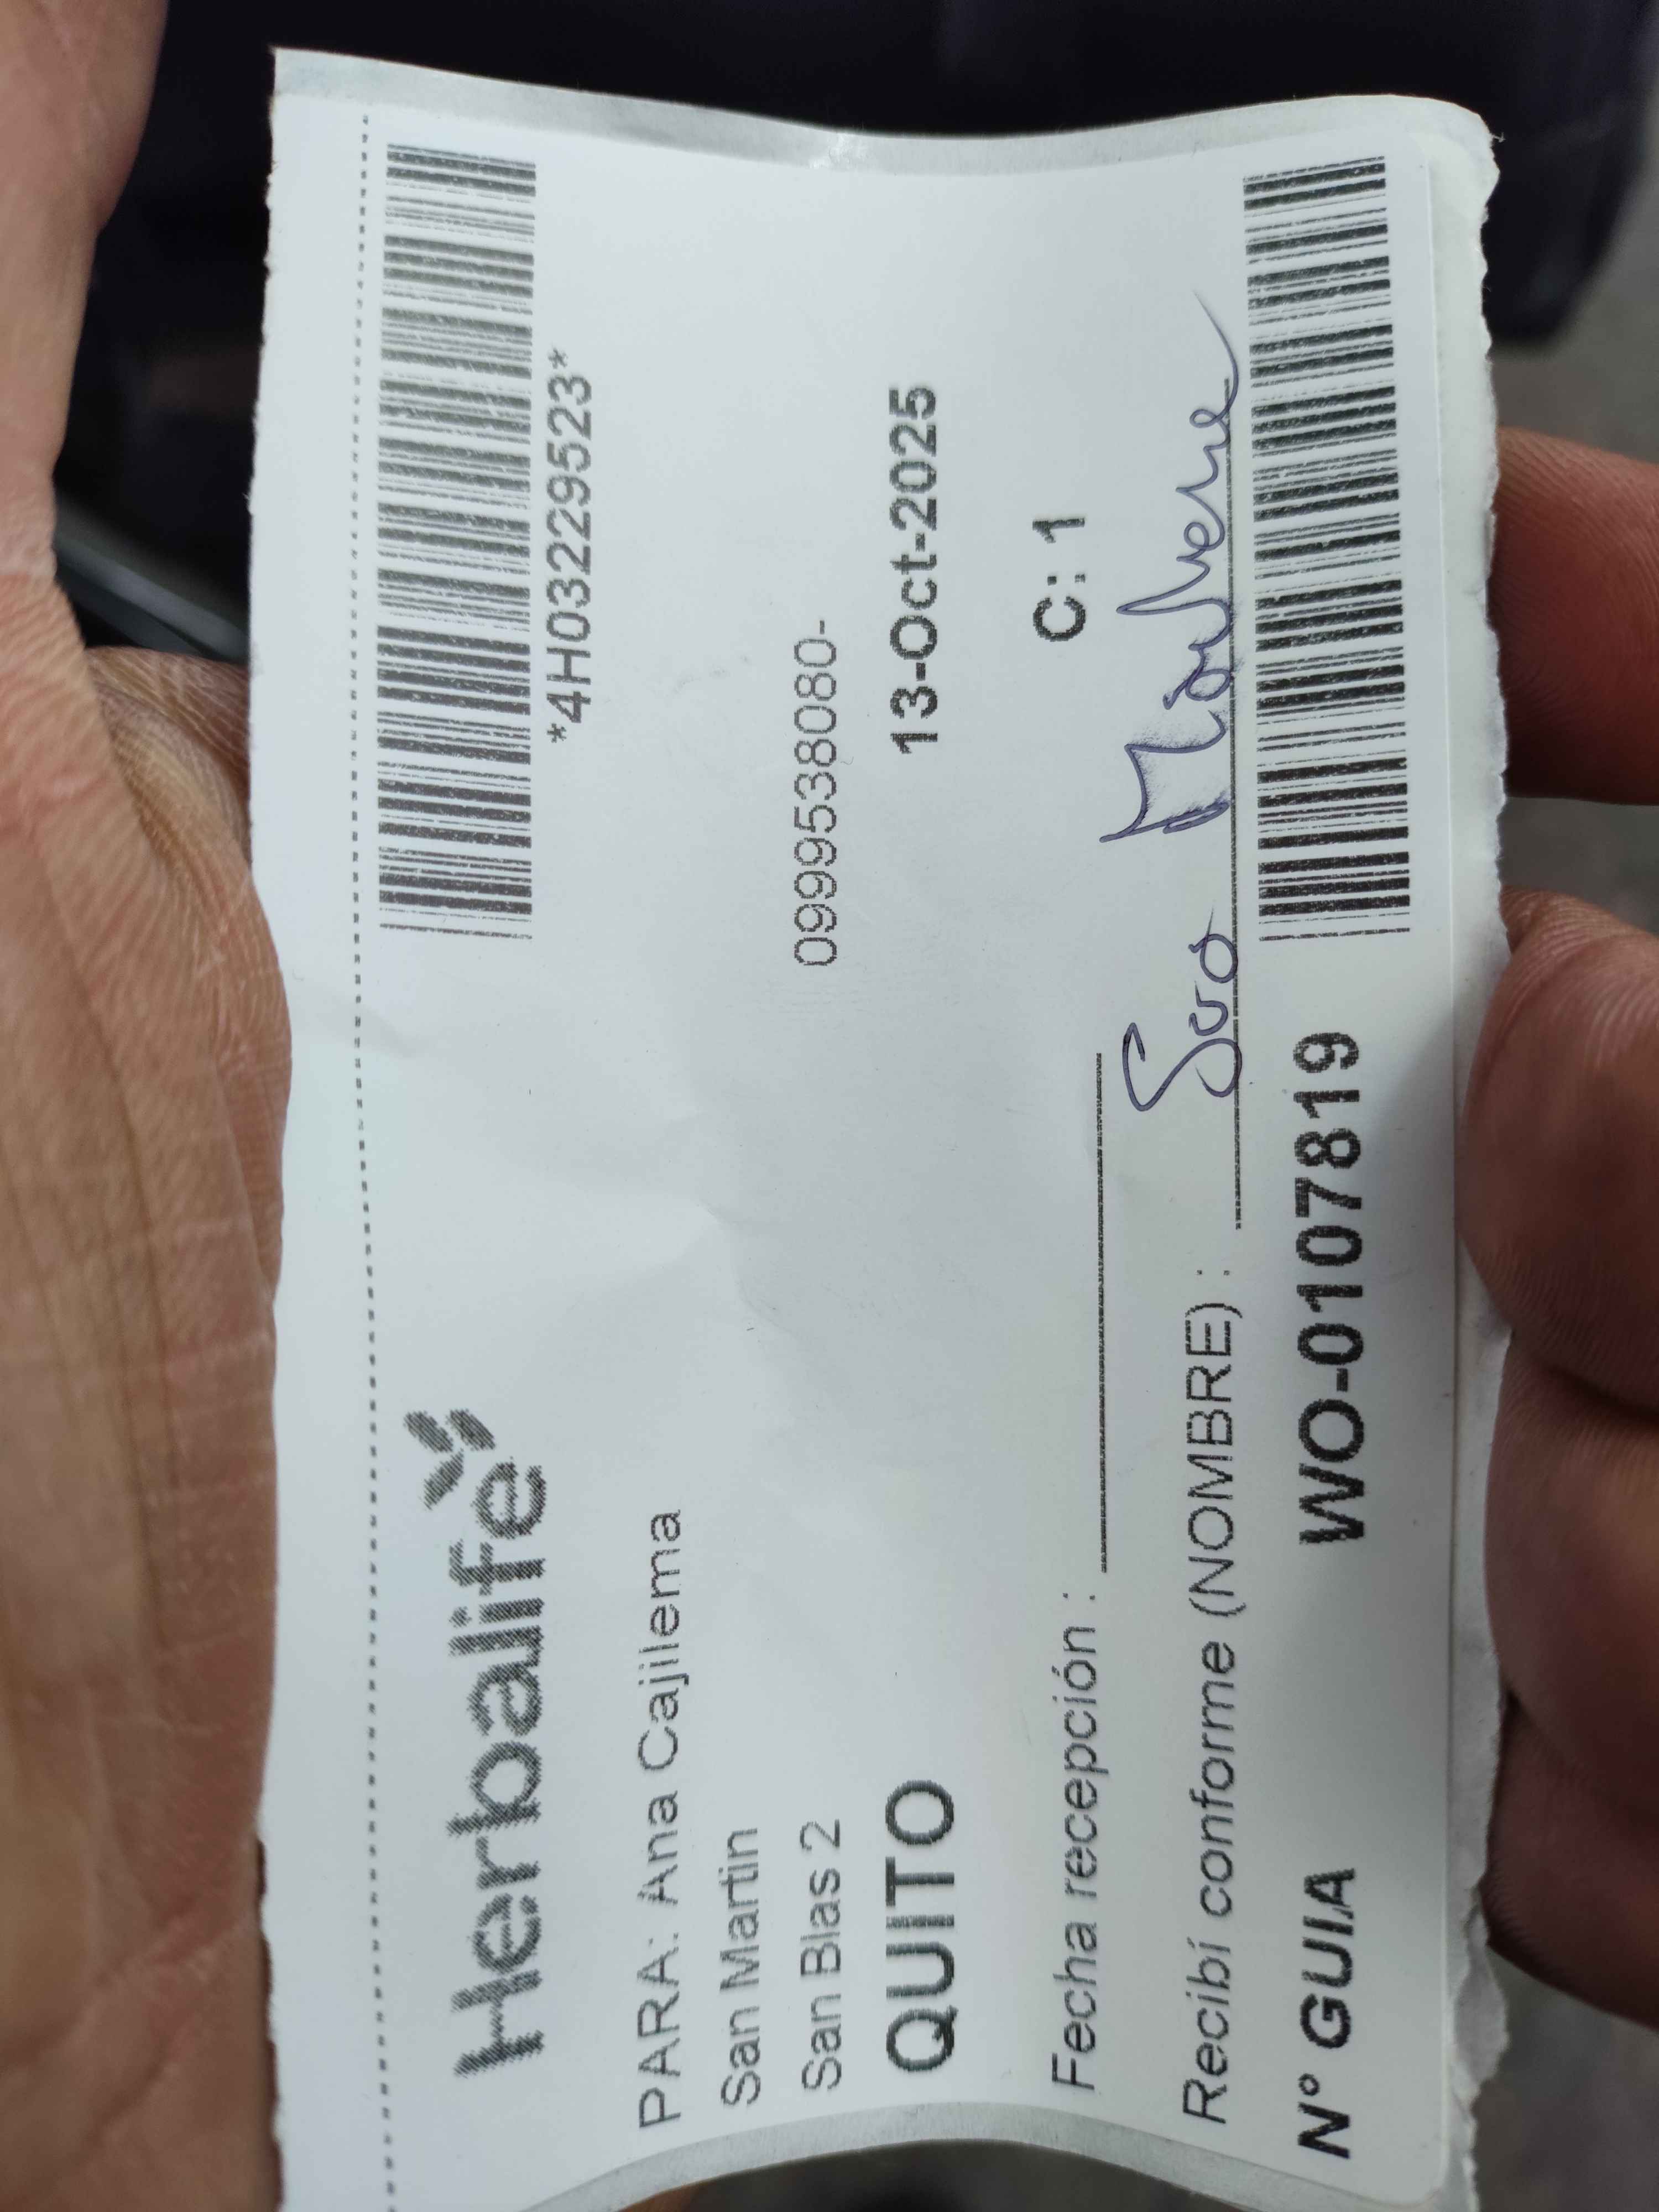 Herbalife
*4H03229523*
PARA: Ana Cajilema
San Martin
San Blas 2
0999538080-
QUITO
13-Oct-2025
C: 1
Fecha recepción :
Recibí conforme (NOMBRE) :
N° GUIA
WO-0107819